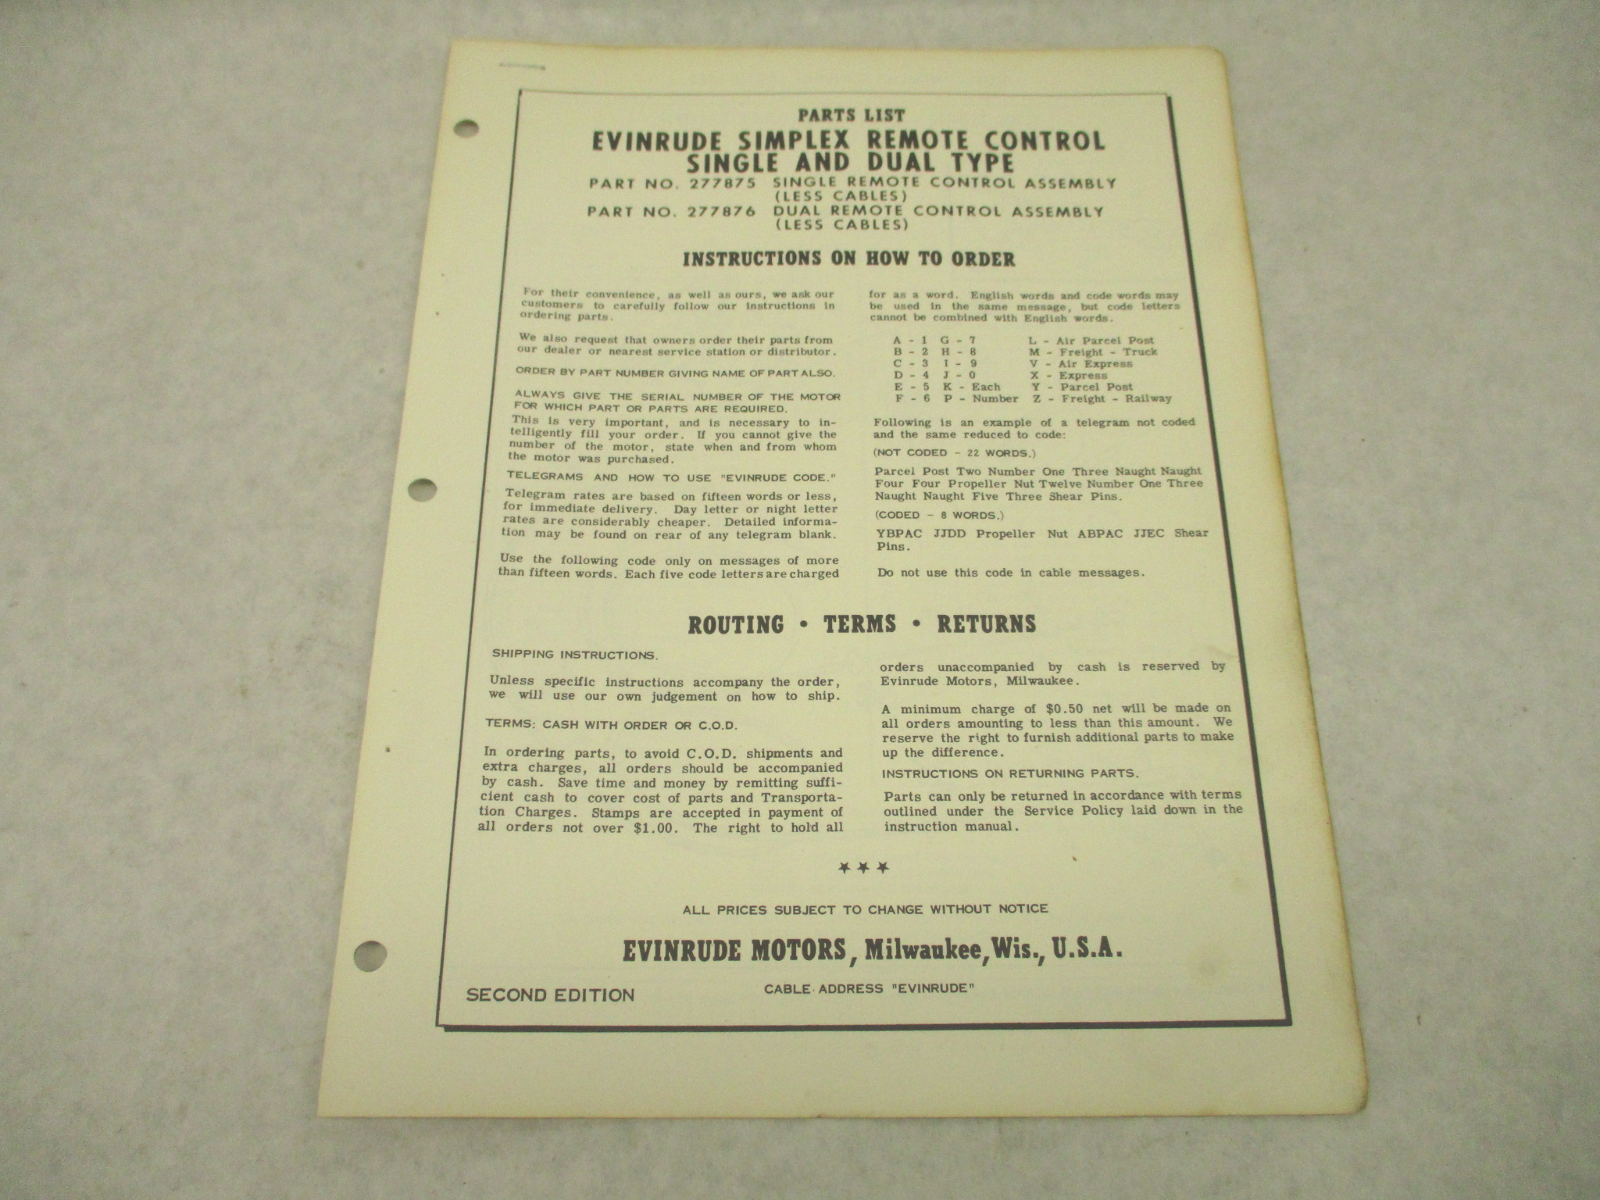 PARTS LIST
EVINRUDE SIMPLEX REMOTE CONTROL
SINGLE AND DUAL TYPE
PART NO. 277875 SINGLE REMOTE CONTROL ASSEMBLY
(LESS CABLES)
PART NO. 277876 DUAL REMOTE CONTROL ASSEMBLY
(LESS CABLES)
INSTRUCTIONS ON HOW TO ORDER
For their convenience, as well as ours, we ask our
customers to carefully follow our instructions in
ordering parts.
We also request that owners order their parts from
our dealer or nearest service station or distributor.
ORDER BY PART NUMBER GIVING NAME OF PART ALSO.
ALWAYS GIVE THE SERIAL NUMBER OF THE MOTOR
FOR WHICH PART OR PARTS ARE REQUIRED.
This is very important, and is necessary to in-
telligently fill your order. If you cannot give the
number of the motor, state when and from whom
the motor was purchased.
TELEGRAMS AND HOW TO USE "EVINRUDE CODE."
Telegram rates are based on fifteen words or less,
for immediate delivery. Day letter or night letter
rates are considerably cheaper. Detailed informa-
tion may be found on rear of any telegram blank.
Use the following code only on messages of more
than fifteen words. Each five code letters are charged
for as a word. English words and code words may
be used in the same message, but code letters
cannot be combined with English words.
A - 1 G - 7 L - Air Parcel Post
B - 2 H - 8 M - Freight - Truck
C - 3 I - 9 V - Air Express
D - 4 J - 0 X - Express
E - 5 K - Each Y - Parcel Post
F - 6 P - Number Z - Freight - Railway
Following is an example of a telegram not coded
and the same reduced to code:
(NOT CODED - 22 WORDS.)
Parcel Post Two Number One Three Naught Naught
Four Four Propeller Nut Twelve Number One Three
Naught Naught Five Three Shear Pins.
(CODED - 8 WORDS.)
YBPAC JJDD Propeller Nut ABPAC JJEC Shear
Pins.
Do not use this code in cable messages.
ROUTING • TERMS • RETURNS
SHIPPING INSTRUCTIONS.
Unless specific instructions accompany the order,
we will use our own judgement on how to ship.
TERMS: CASH WITH ORDER OR C.O.D.
In ordering parts, to avoid C.O.D. shipments and
extra charges, all orders should be accompanied
by cash. Save time and money by remitting suffi-
cient cash to cover cost of parts and Transporta-
tion Charges. Stamps are accepted in payment of
all orders not over $1.00. The right to hold all
orders unaccompanied by cash is reserved by
Evinrude Motors, Milwaukee.
A minimum charge of $0.50 net will be made on
all orders amounting to less than this amount. We
reserve the right to furnish additional parts to make
up the difference.
INSTRUCTIONS ON RETURNING PARTS.
Parts can only be returned in accordance with terms
outlined under the Service Policy laid down in the
instruction manual.
★ ★ ★
ALL PRICES SUBJECT TO CHANGE WITHOUT NOTICE
EVINRUDE MOTORS, Milwaukee, Wis., U.S.A.
CABLE ADDRESS "EVINRUDE"
SECOND EDITION